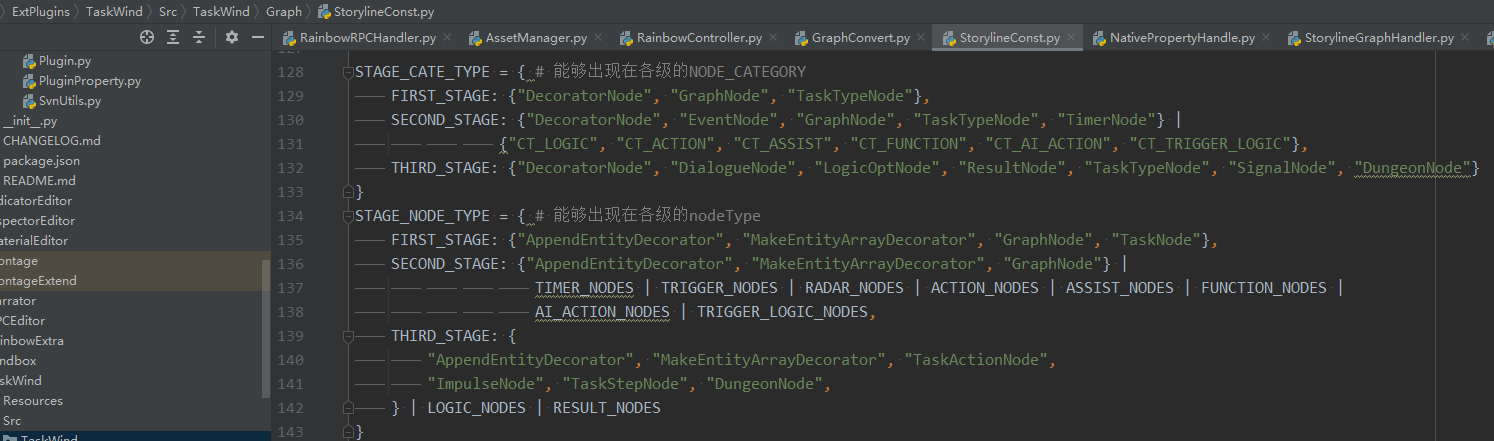 ExtPlugins
TaskWind
Src
TaskWind
Graph
StorylineConst.py
RainbowRPCHandler.py
AssetManager.py
RainbowController.py
GraphConvert.py
StorylineConst.py
NativePropertyHandle.py
StorylineGraphHandler.py
Plugin.py
PluginProperty.py
SvnUtils.py
__init__.py
CHANGELOG.md
package.json
README.md
dicatorEditor
spectorEditor
aterialEditor
ontage
ontageExtend
arrator
PCEditor
inbowExtra
ndbox
skWind
Resources
Src
TaskWind
128 STAGE_CATE_TYPE = { # 能够出现在各级的NODE_CATEGORY
129 FIRST_STAGE: {"DecoratorNode", "GraphNode", "TaskTypeNode"},
130 SECOND_STAGE: {"DecoratorNode", "EventNode", "GraphNode", "TaskTypeNode", "TimerNode"} |
131 {"CT_LOGIC", "CT_ACTION", "CT_ASSIST", "CT_FUNCTION", "CT_AI_ACTION", "CT_TRIGGER_LOGIC"},
132 THIRD_STAGE: {"DecoratorNode", "DialogueNode", "LogicOptNode", "ResultNode", "TaskTypeNode", "SignalNode", "DungeonNode"}
133 }
134 STAGE_NODE_TYPE = { # 能够出现在各级的nodeType
135 FIRST_STAGE: {"AppendEntityDecorator", "MakeEntityArrayDecorator", "GraphNode", "TaskNode"},
136 SECOND_STAGE: {"AppendEntityDecorator", "MakeEntityArrayDecorator", "GraphNode"} |
137 TIMER_NODES | TRIGGER_NODES | RADAR_NODES | ACTION_NODES | ASSIST_NODES | FUNCTION_NODES |
138 AI_ACTION_NODES | TRIGGER_LOGIC_NODES,
139 THIRD_STAGE: {
140 "AppendEntityDecorator", "MakeEntityArrayDecorator", "TaskActionNode",
141 "ImpulseNode", "TaskStepNode", "DungeonNode",
142 } | LOGIC_NODES | RESULT_NODES
143 }